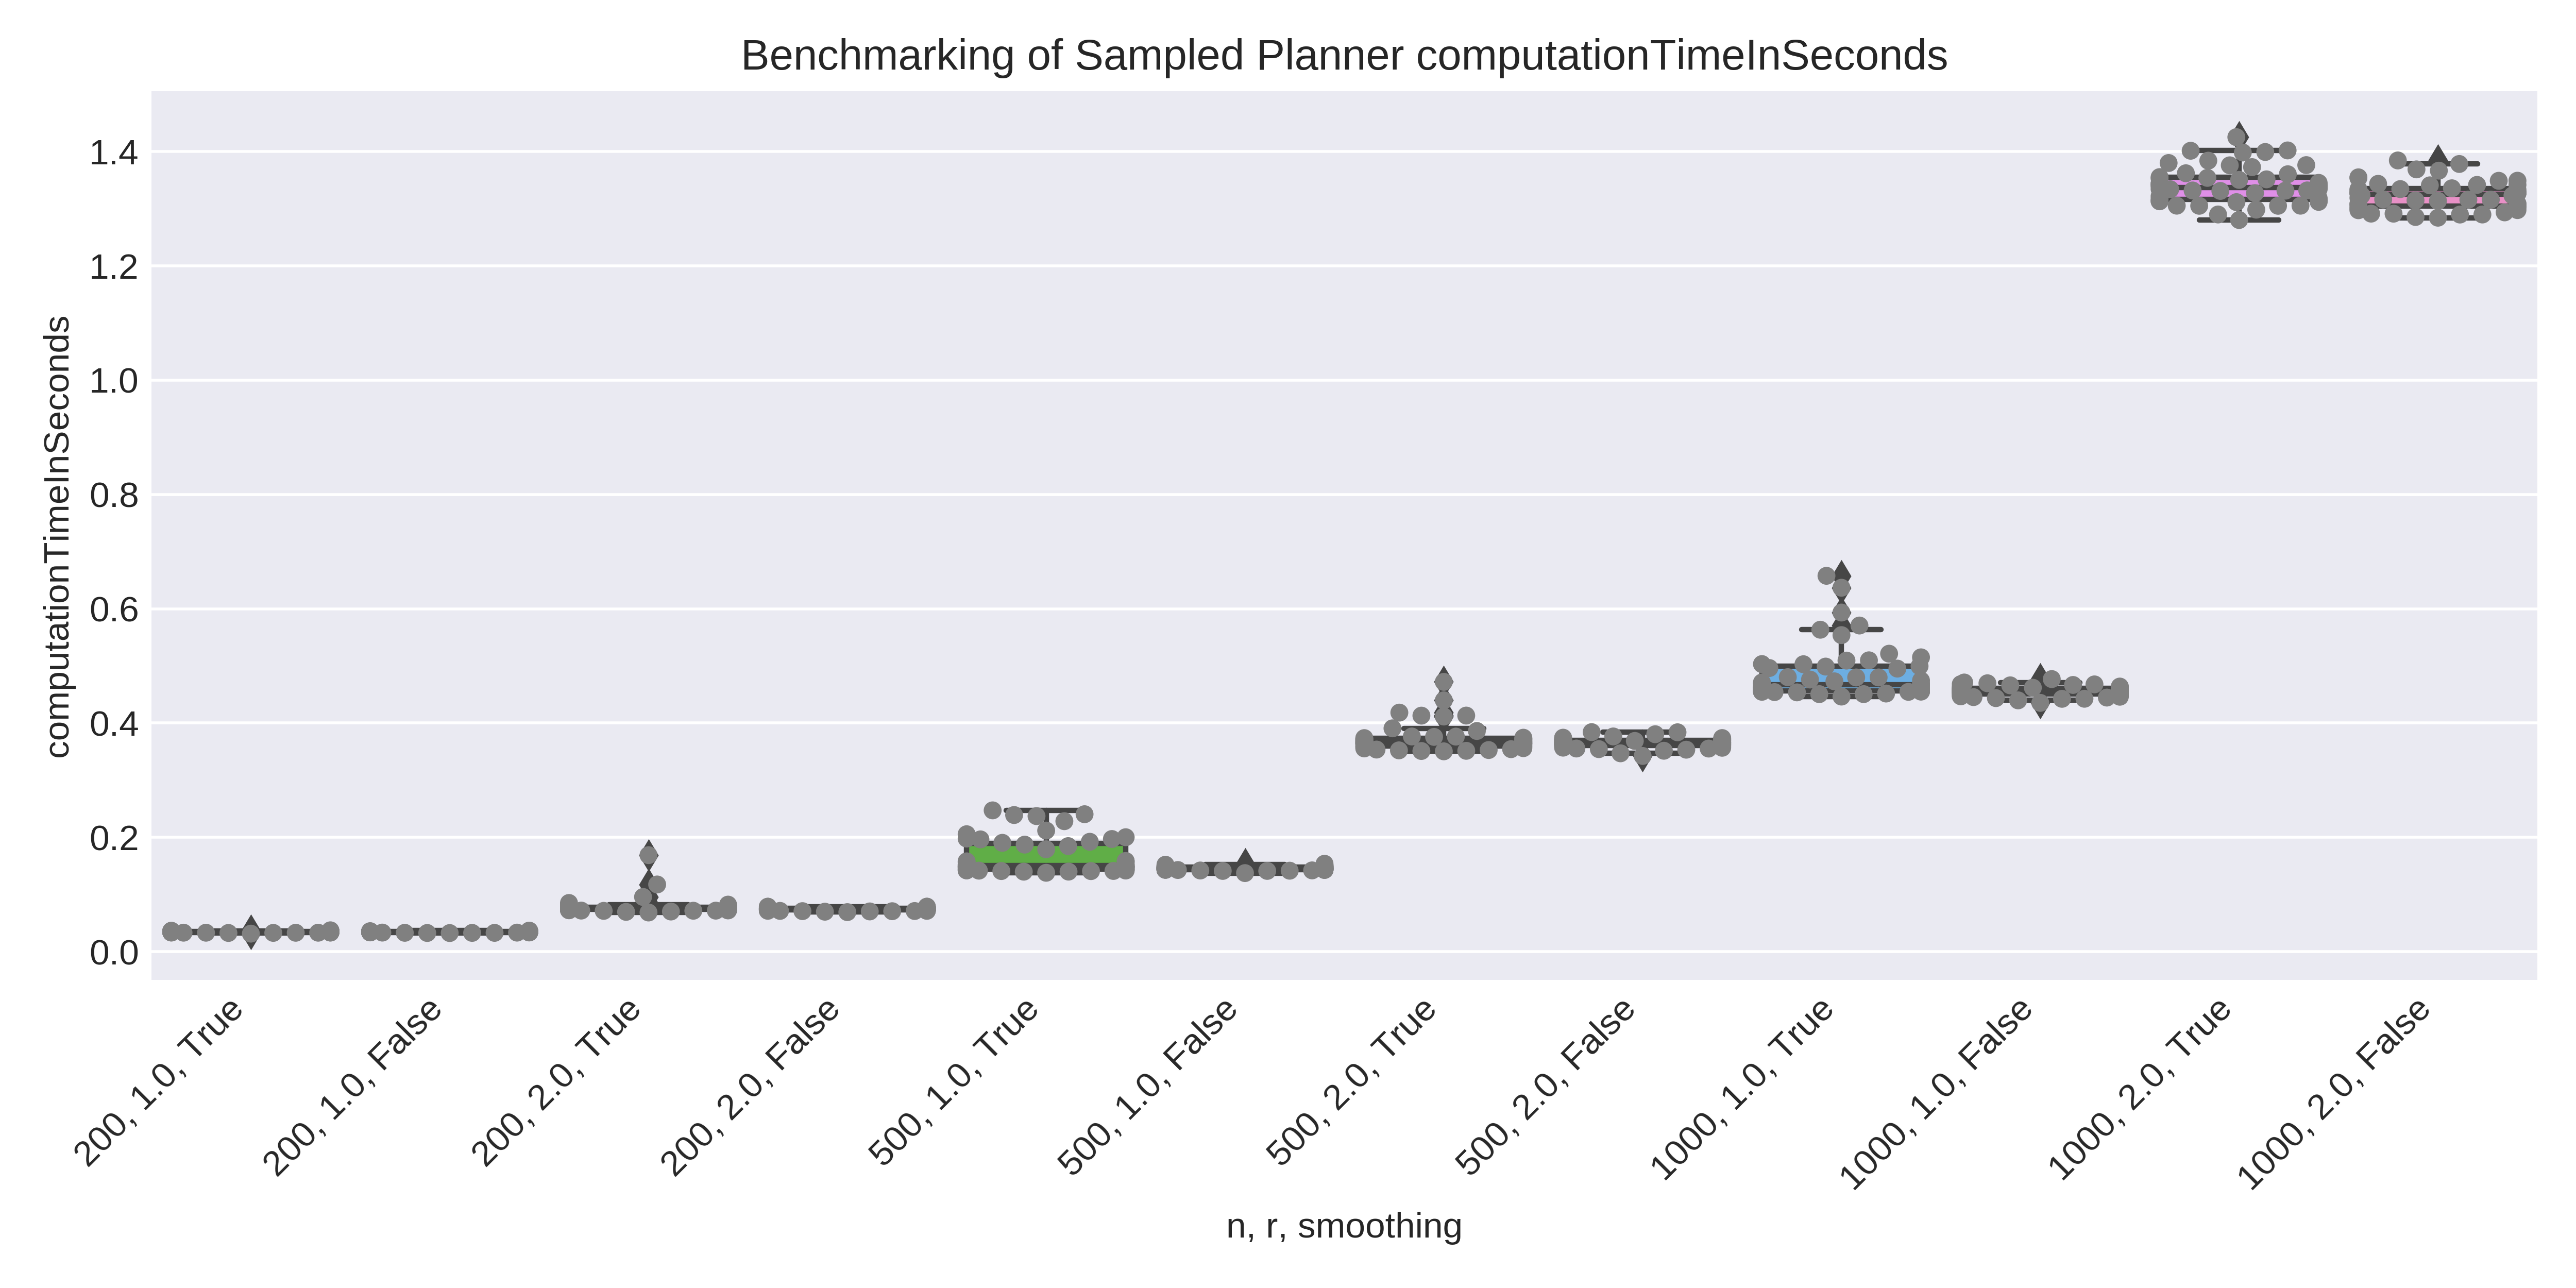 Benchmarking of Sampled Planner computationTimeInSeconds
computationTimeInSeconds
1.4
1.2
1.0
0.8
0.6
0.4
0.2
0.0
200, 1.0, True
200, 1.0, False
200, 2.0, True
200, 2.0, False
500, 1.0, True
500, 1.0, False
500, 2.0, True
500, 2.0, False
1000, 1.0, True
1000, 1.0, False
1000, 2.0, True
1000, 2.0, False
n, r, smoothing